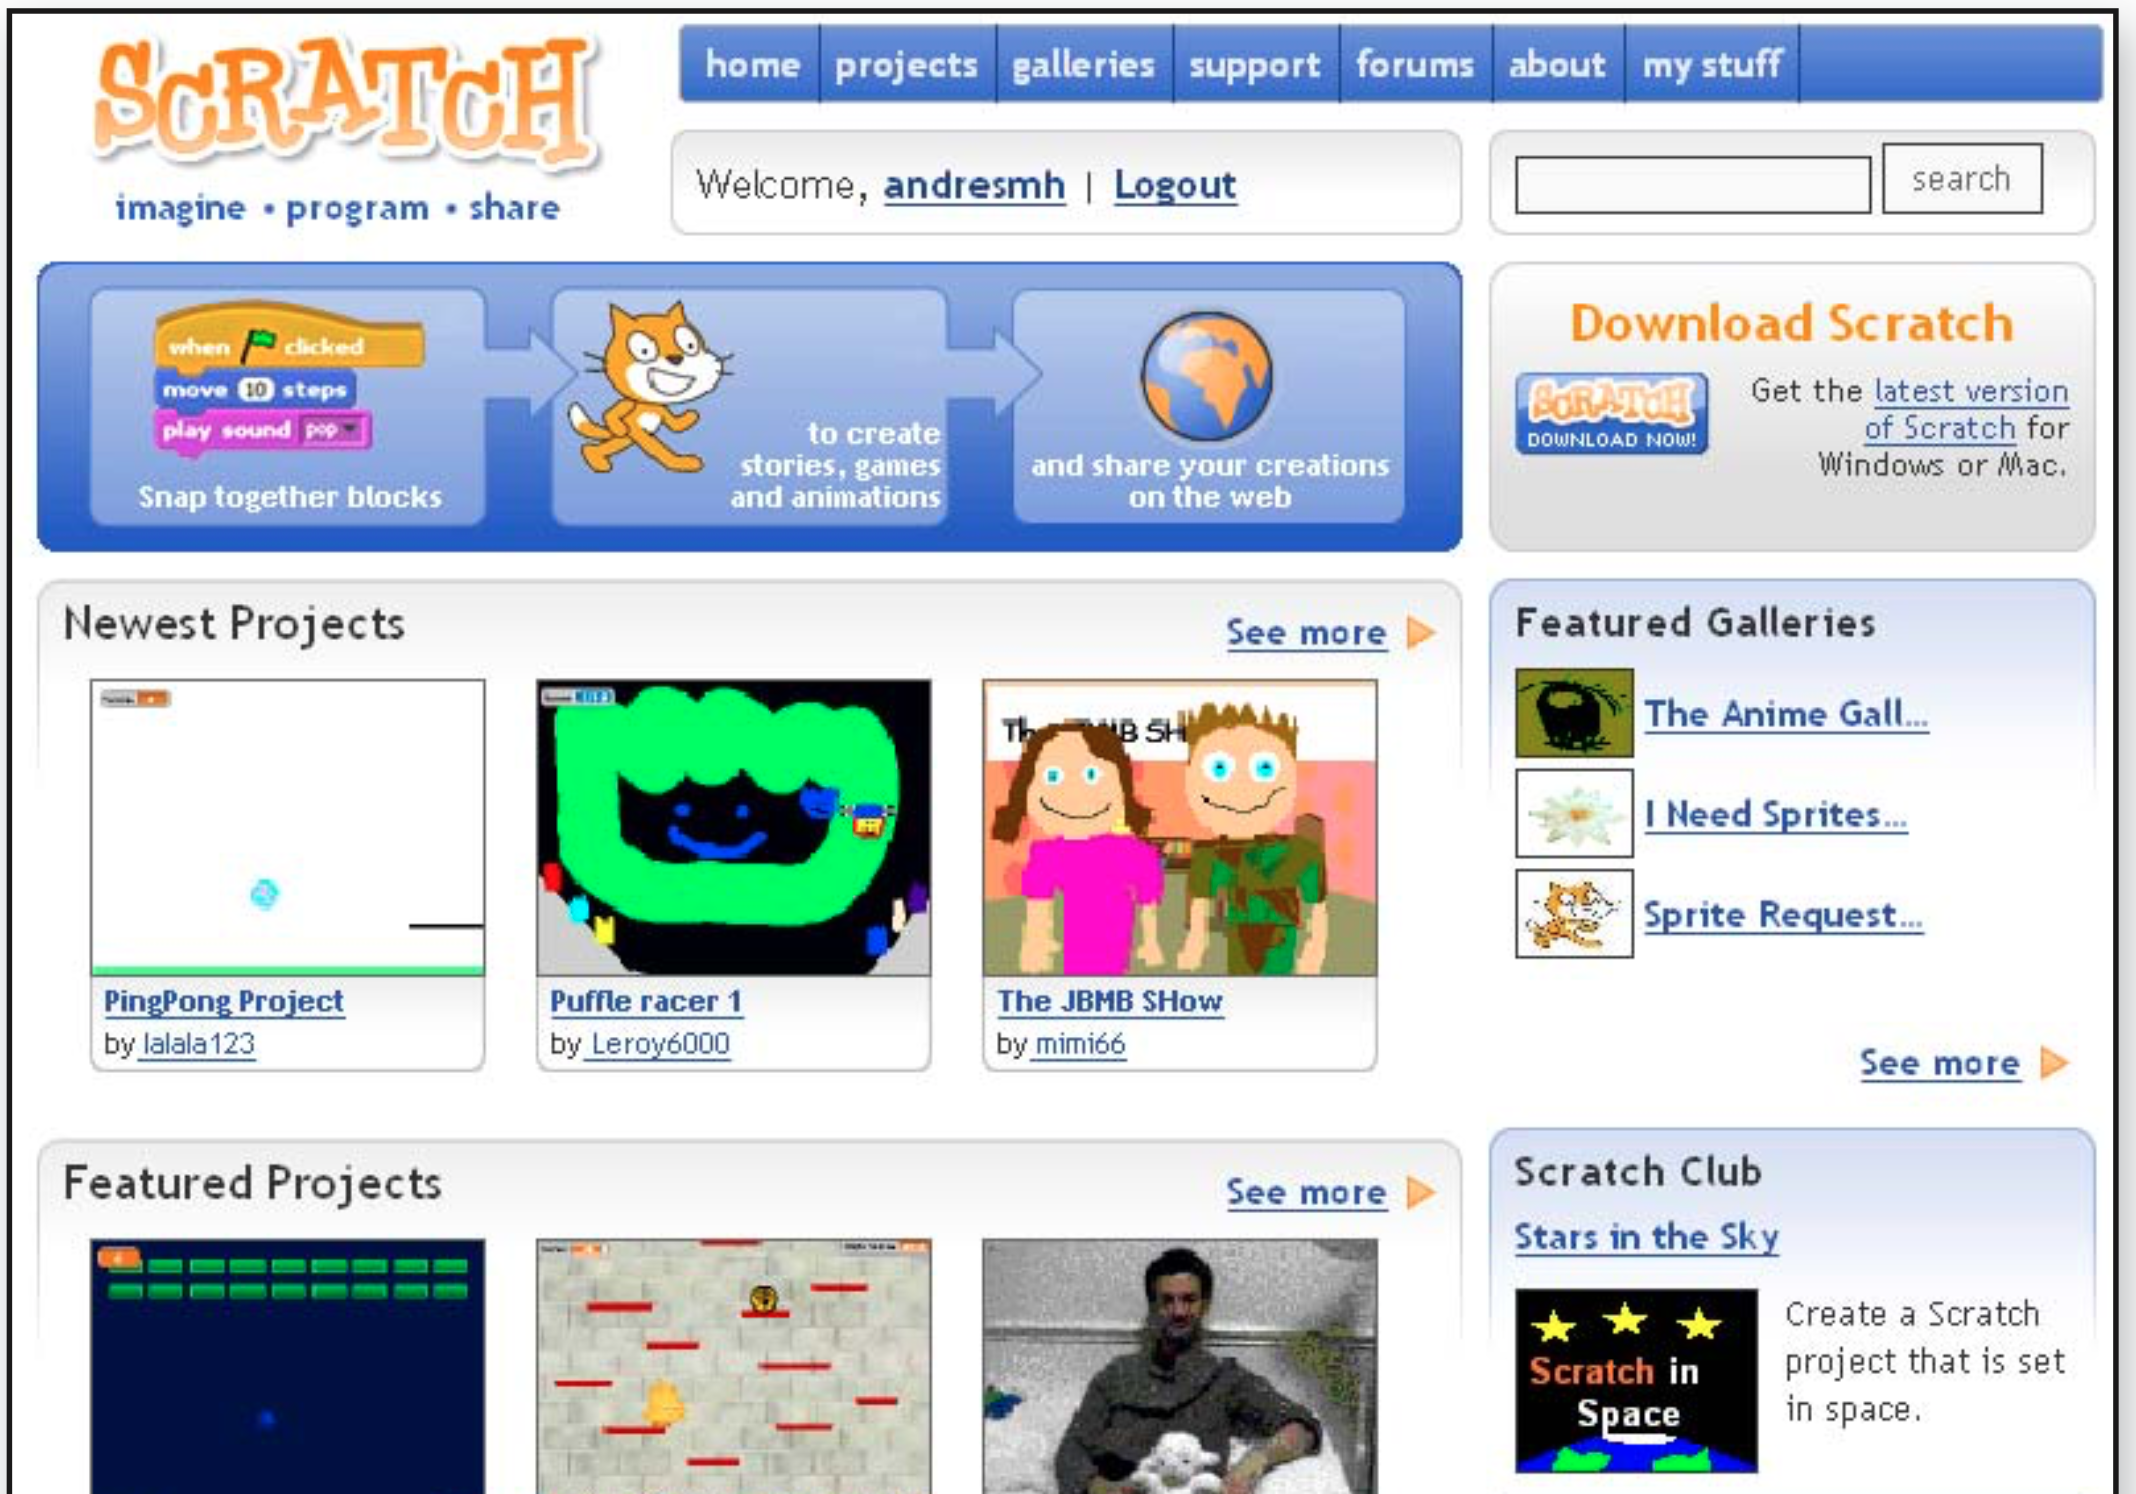 SCRATCH
imagine • program • share
home projects galleries support forums about my stuff
Welcome, andresmh | Logout
search
when clicked
move 10 steps
play sound pop
Snap together blocks
to create
stories, games
and animations
and share your creations
on the web
Download Scratch
SCRATCH
DOWNLOAD NOW!
Get the latest version
of Scratch for
Windows or Mac.
Newest Projects
See more
PingPong Project
by lalala123
Puffle racer 1
by Leroy6000
The JBMB SHow
by mimi66
Featured Galleries
The Anime Gall...
I Need Sprites...
Sprite Request...
See more
Featured Projects
See more
Scratch Club
Stars in the Sky
Scratch in
Space
Create a Scratch
project that is set
in space.